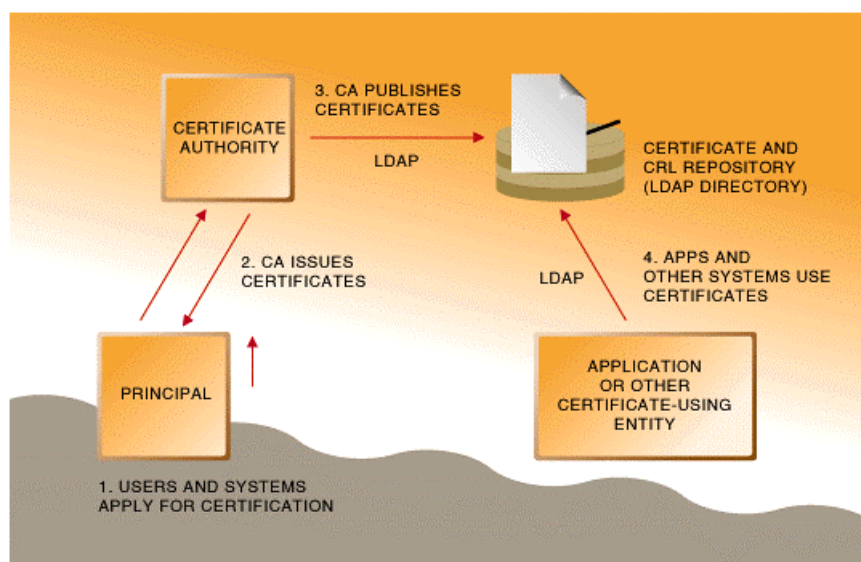 3. CA PUBLISHES
CERTIFICATES
CERTIFICATE
AUTHORITY
LDAP
CERTIFICATE AND
CRL REPOSITORY
(LDAP DIRECTORY)
2. CA ISSUES
CERTIFICATES
LDAP
4. APPS AND
OTHER SYSTEMS USE
CERTIFICATES
PRINCIPAL
APPLICATION
OR OTHER
CERTIFICATE-USING
ENTITY
1. USERS AND SYSTEMS
APPLY FOR CERTIFICATION